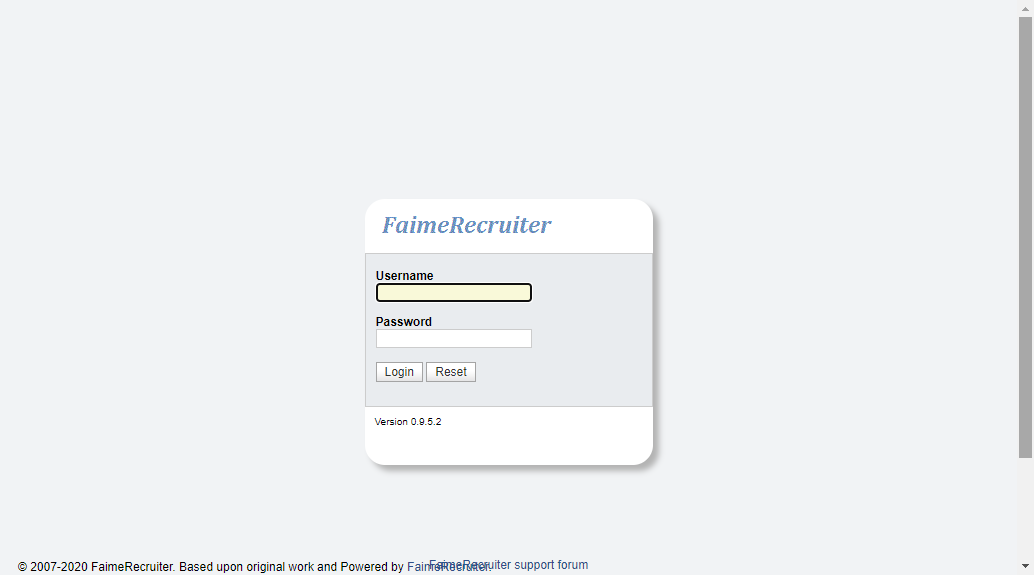 FaimeRecruiter
Username
Password
Login Reset
Version 0.9.5.2
© 2007-2020 FaimeRecruiter. Based upon original work and Powered by FaimeRecruiter.
FaimeRecruiter support forum